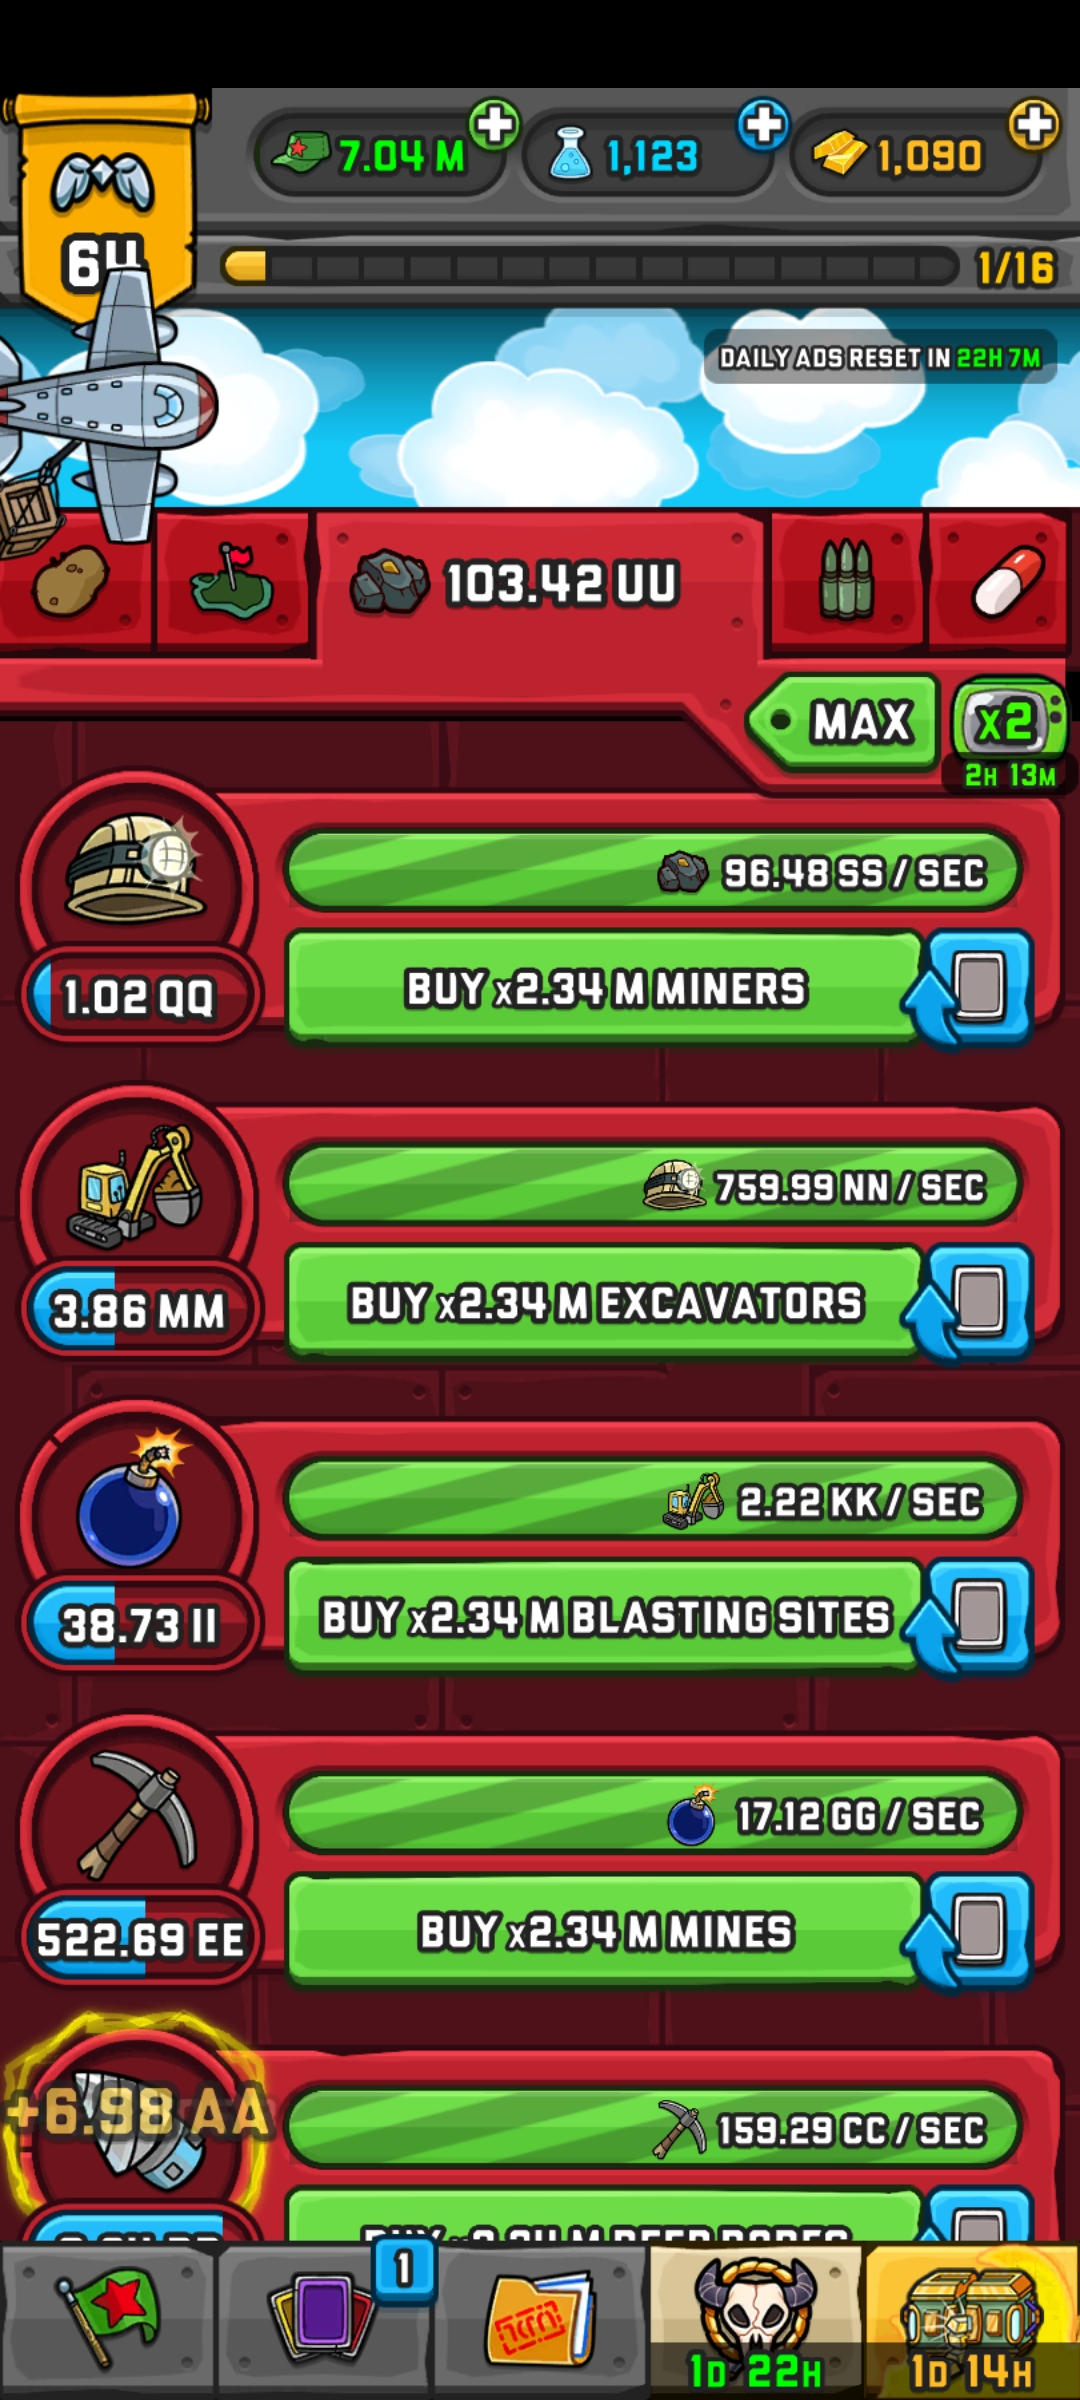 7.04 M
1,123
1,090
64
1/16
DAILY ADS RESET IN 22H 7M
103.42 UU
MAX
X2
2H 13M
96.48 SS / SEC
1.02 QQ
BUY x2.34 M MINERS
759.99 NN / SEC
3.86 MM
BUY x2.34 M EXCAVATORS
2.22 KK / SEC
38.73 II
BUY x2.34 M BLASTING SITES
17.12 GG / SEC
522.69 EE
BUY x2.34 M MINES
+6.98 AA
159.29 CC / SEC
1
1D 22H
1D 14H